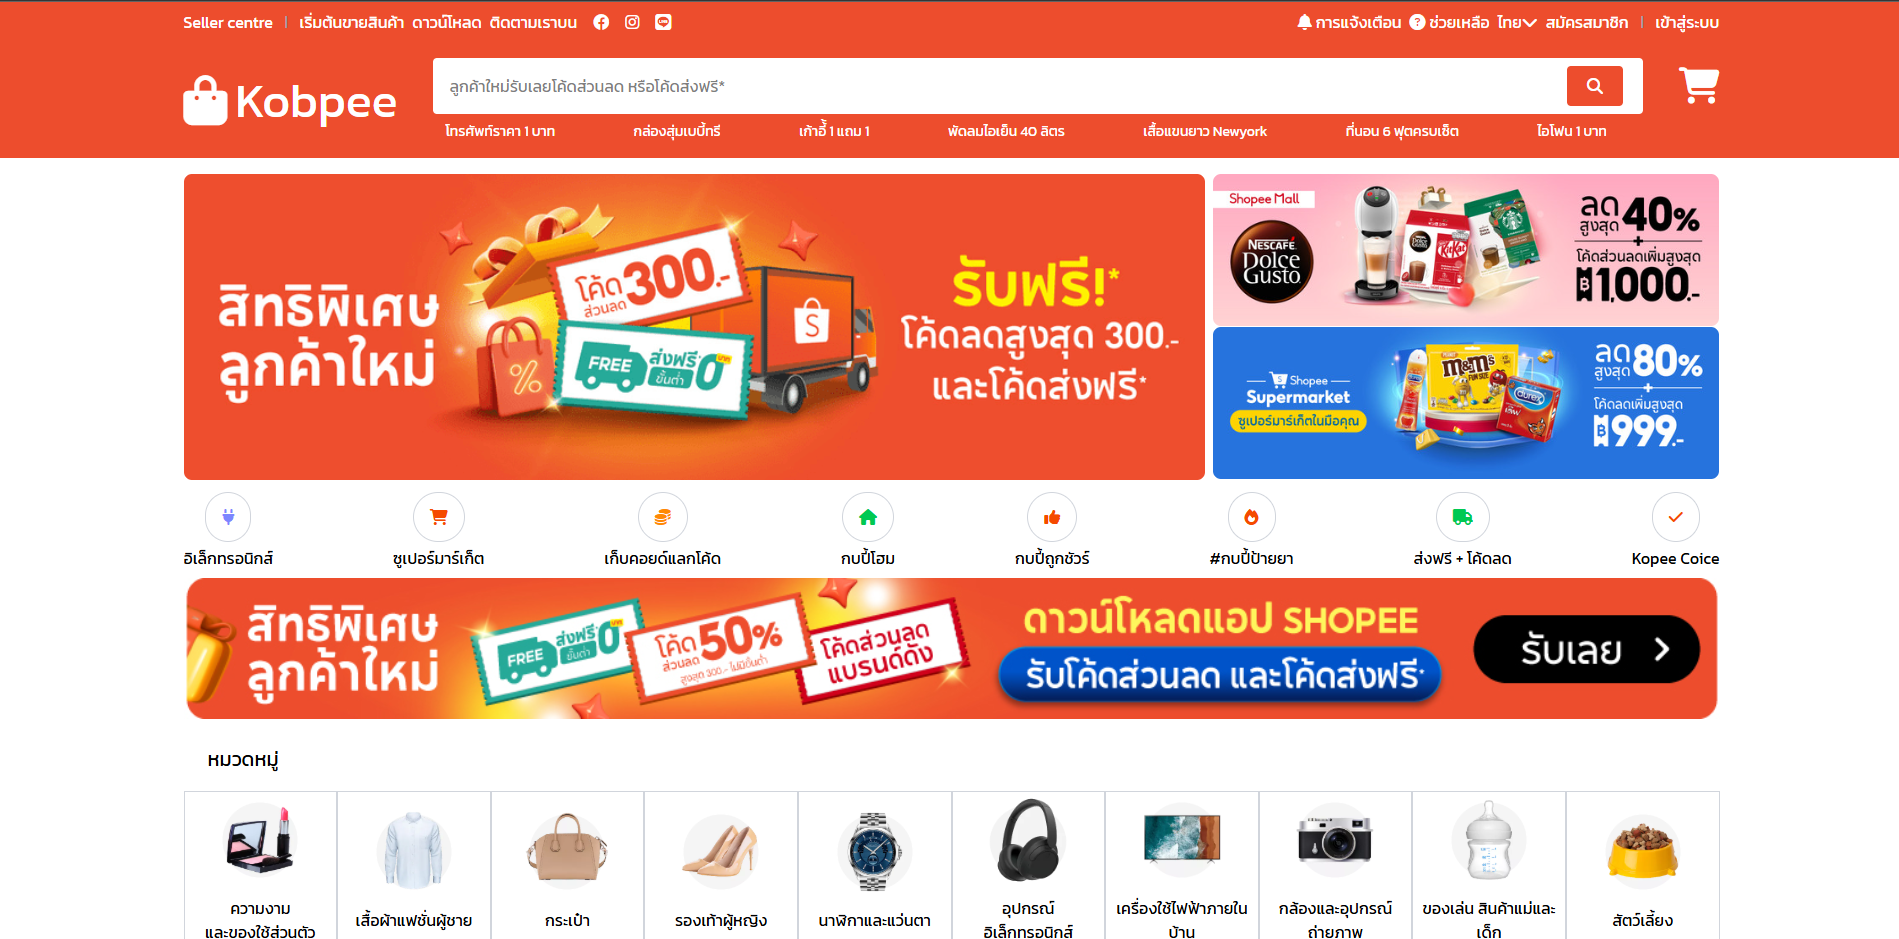 Seller centre | เริ่มต้นขายสินค้า ดาวน์โหลด ติดตามเราบน
การแจ้งเตือน ช่วยเหลือ ไทย สมัครสมาชิก | เข้าสู่ระบบ
Kobpee
ลูกค้าใหม่รับเลยโค้ดส่วนลด หรือโค้ดส่งฟรี*
โทรศัพท์ราคา 1 บาท กล่องสุ่มเบบี้ทรี เก้าอี้ 1 แถม 1 พัดลมไอเย็น 40 ลิตร เสื้อแขนยาว Newyork ที่นอน 6 ฟุตครบเซ็ต ไอโฟน 1 บาท
สิทธิพิเศษ
ลูกค้าใหม่
โค้ด
ส่วนลด
300.-
FREE
ส่งฟรี*
ขั้นต่ำ
0
บาท
S
%
รับฟรี!*
โค้ดลดสูงสุด 300.-
และโค้ดส่งฟรี*
Shopee Mall
NESCAFÉ
Dolce
Gusto
KitKat
ลด
สูงสุด
40%
+
โค้ดส่วนลดเพิ่มสูงสุด
฿1,000.-
Shopee
Supermarket
ซูเปอร์มาร์เก็ตในมือคุณ
m&m's
FUN SIZE
durex
ลด
สูงสุด
80%
+
โค้ดลดเพิ่มสูงสุด
฿999.-
อิเล็กทรอนิกส์
ซูเปอร์มาร์เก็ต
เก็บคอยด์แลกโค้ด
กบปี้โฮม
กบปี้ถูกชัวร์
#กบปี้ป้ายยา
ส่งฟรี + โค้ดลด
Kopee Coice
สิทธิพิเศษ
ลูกค้าใหม่
FREE
ส่งฟรี*
ขั้นต่ำ
0
บาท
โค้ด
ส่วนลด
50%
สูงสุด 300.- ไม่มีขั้นต่ำ
โค้ดส่วนลด
แบรนด์ดัง
ดาวน์โหลดแอป SHOPEE
รับโค้ดส่วนลด และโค้ดส่งฟรี*
รับเลย
หมวดหมู่
ความงาม
และของใช้ส่วนตัว
เสื้อผ้าแฟชั่นผู้ชาย
กระเป๋า
รองเท้าผู้หญิง
นาฬิกาและแว่นตา
อุปกรณ์
อิเล็กทรอนิกส์
เครื่องใช้ไฟฟ้าภายใน
บ้าน
กล้องและอุปกรณ์
ถ่ายภาพ
ของเล่น สินค้าแม่และ
เด็ก
สัตว์เลี้ยง